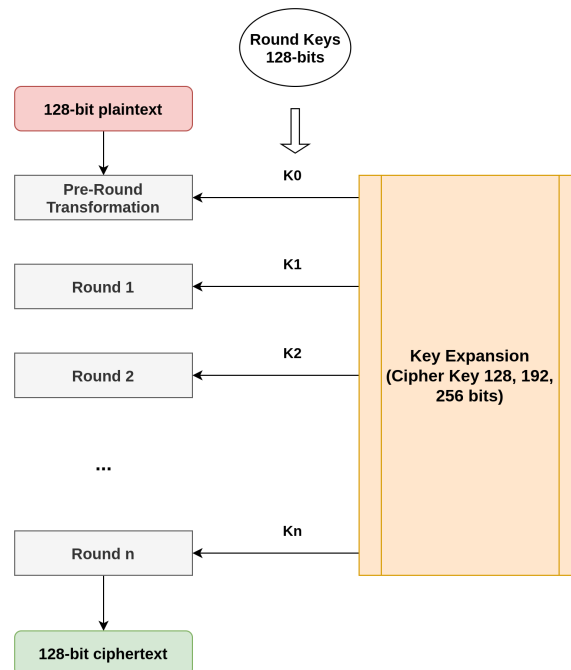 Round Keys
128-bits
128-bit plaintext
Pre-Round
Transformation
K0
Round 1
K1
Round 2
K2
Key Expansion
(Cipher Key 128, 192,
256 bits)
...
Round n
Kn
128-bit ciphertext